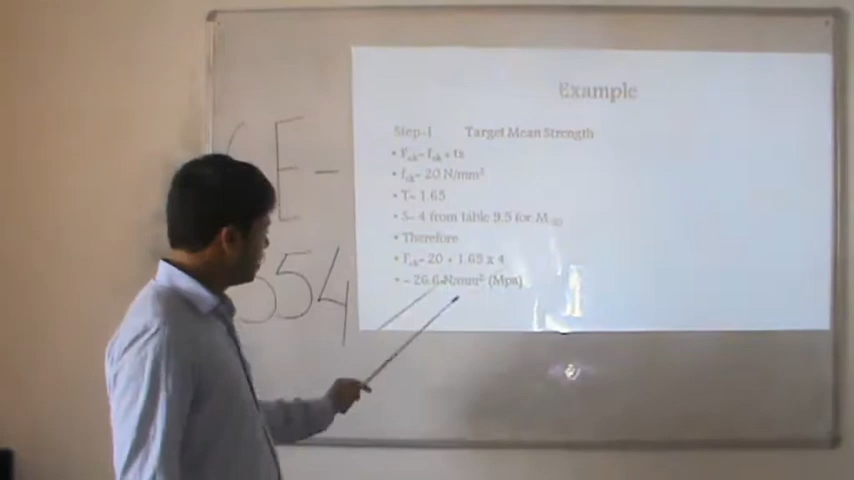 CE-
554
Example
Step-1 Target Mean Strength
• Fck= fck + ts
• fck= 20 N/mm²
• T= 1.65
• S= 4 from table 9.5 for M20
• Therefore
• Fck= 20 + 1.65 x 4
• = 26.6 N/mm² (Mpa)